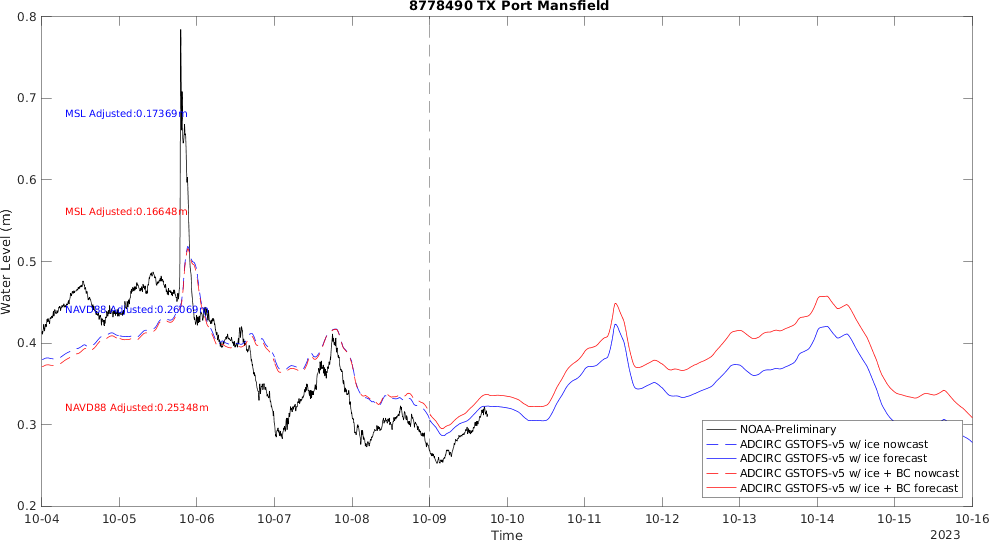 8778490 TX Port Mansfield
0.8
0.7
0.6
0.5
0.4
0.3
0.2
Water Level (m)
MSL Adjusted:0.17369m
MSL Adjusted:0.16648m
NAVD88 Adjusted:0.26069m
NAVD88 Adjusted:0.25348m
NOAA-Preliminary
ADCIRC GSTOFS-v5 w/ ice nowcast
ADCIRC GSTOFS-v5 w/ ice forecast
ADCIRC GSTOFS-v5 w/ ice + BC nowcast
ADCIRC GSTOFS-v5 w/ ice + BC forecast
10-04 10-05 10-06 10-07 10-08 10-09 10-10 10-11 10-12 10-13 10-14 10-15 10-16
Time
2023